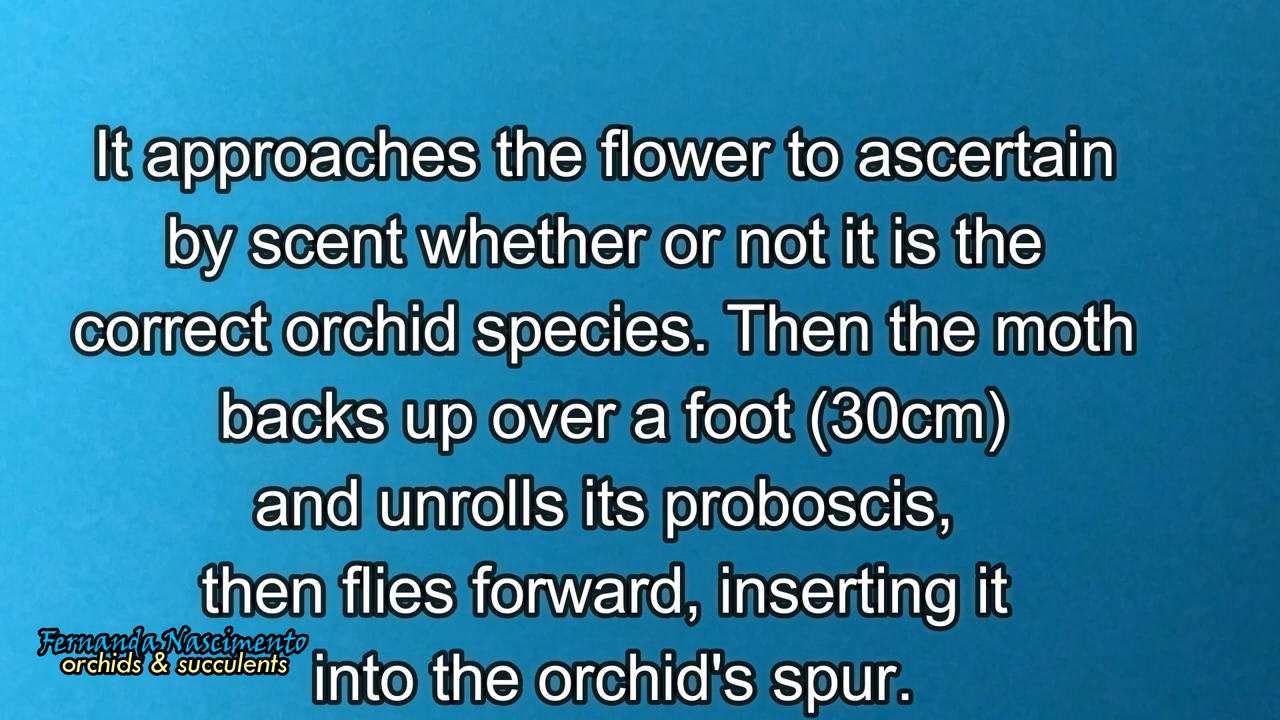 It approaches the flower to ascertain
by scent whether or not it is the
correct orchid species. Then the moth
backs up over a foot (30cm)
and unrolls its proboscis,
then flies forward, inserting it
into the orchid's spur.
Fernanda Nascimento
orchids & succulents